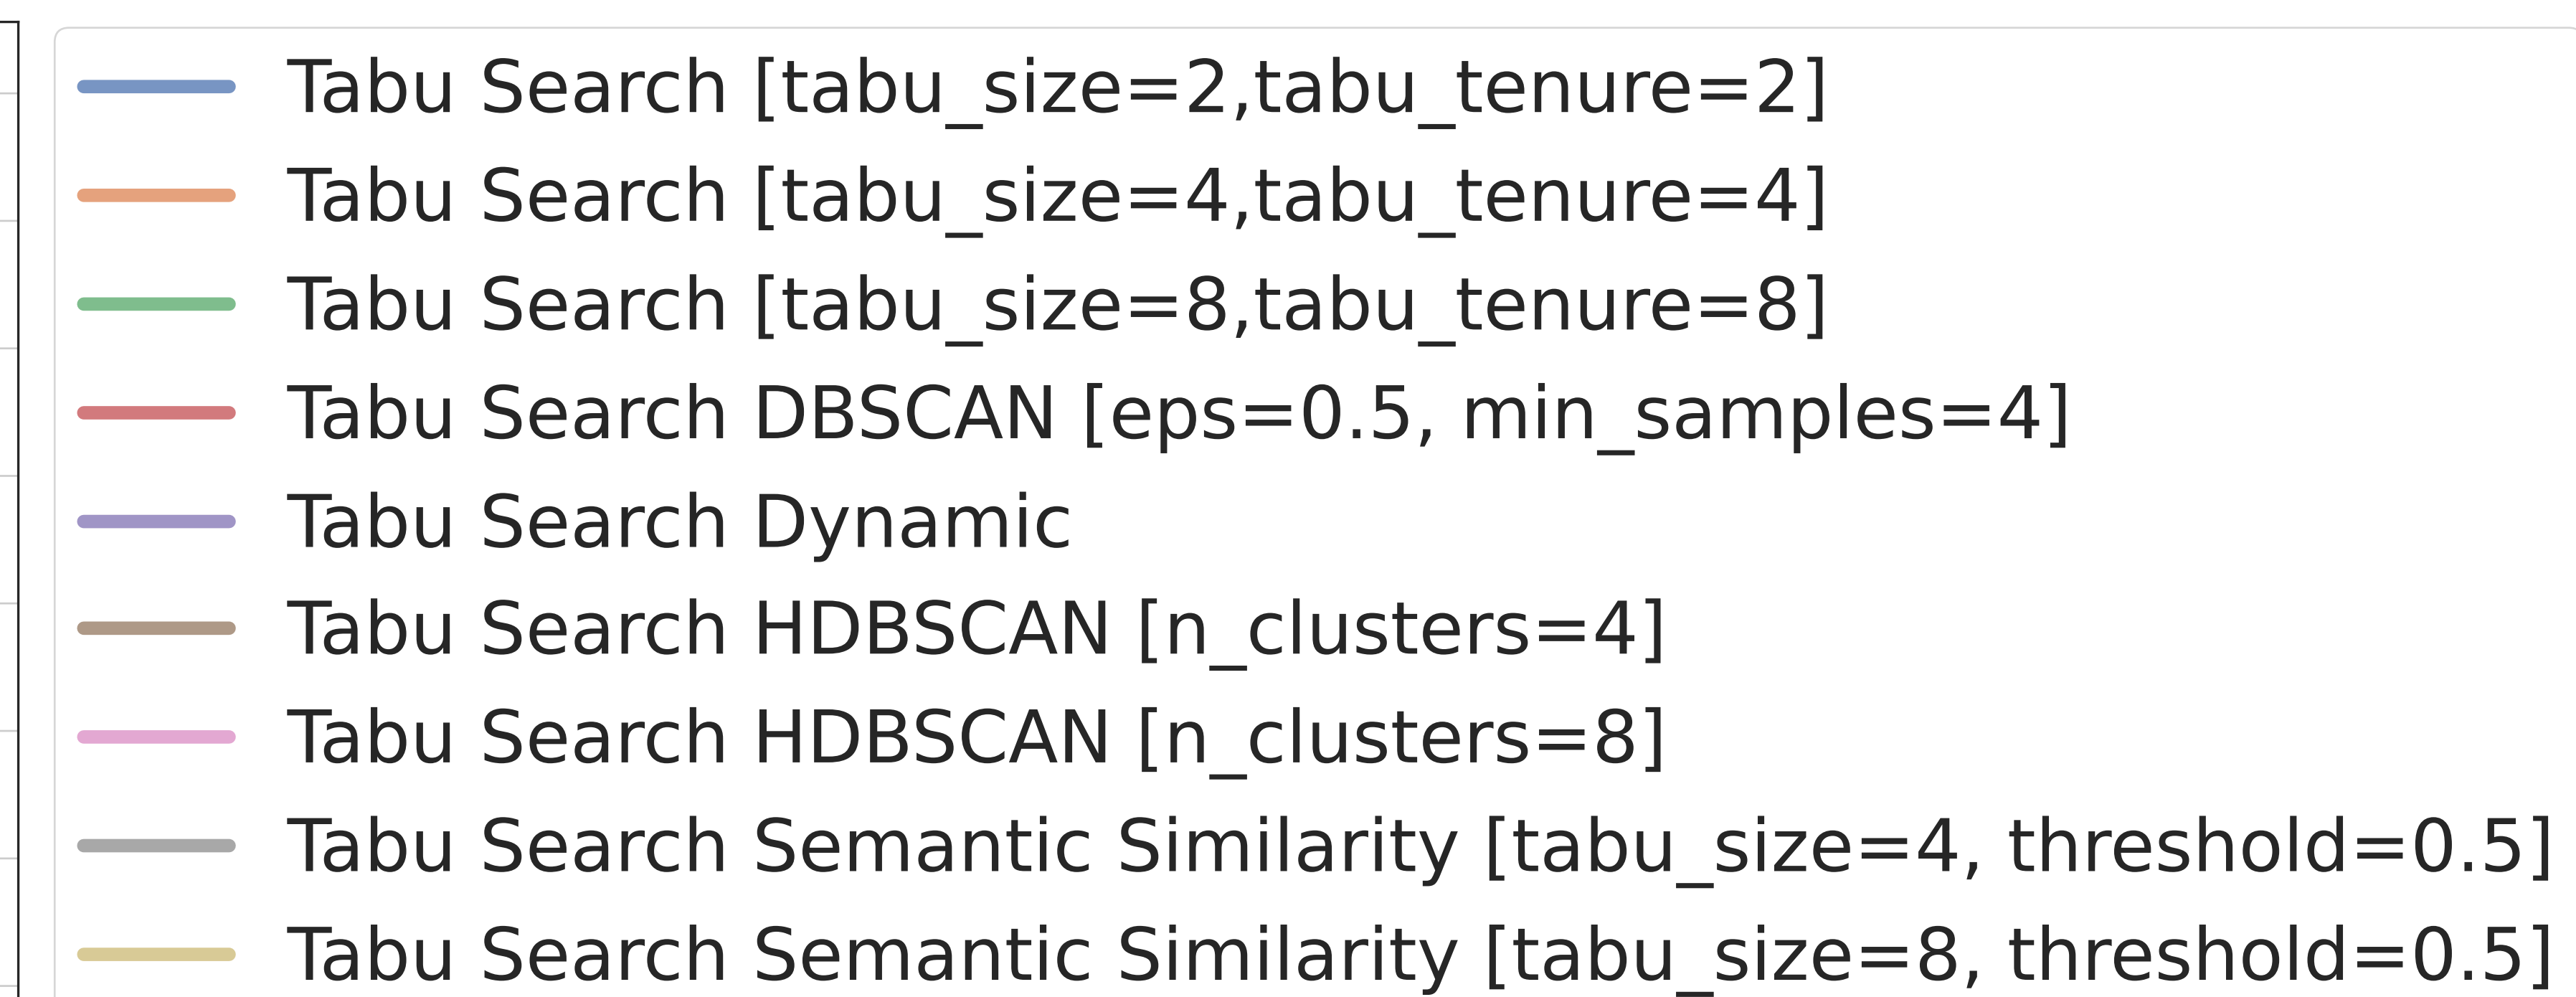 Tabu Search [tabu_size=2,tabu_tenure=2]
Tabu Search [tabu_size=4,tabu_tenure=4]
Tabu Search [tabu_size=8,tabu_tenure=8]
Tabu Search DBSCAN [eps=0.5, min_samples=4]
Tabu Search Dynamic
Tabu Search HDBSCAN [n_clusters=4]
Tabu Search HDBSCAN [n_clusters=8]
Tabu Search Semantic Similarity [tabu_size=4, threshold=0.5]
Tabu Search Semantic Similarity [tabu_size=8, threshold=0.5]